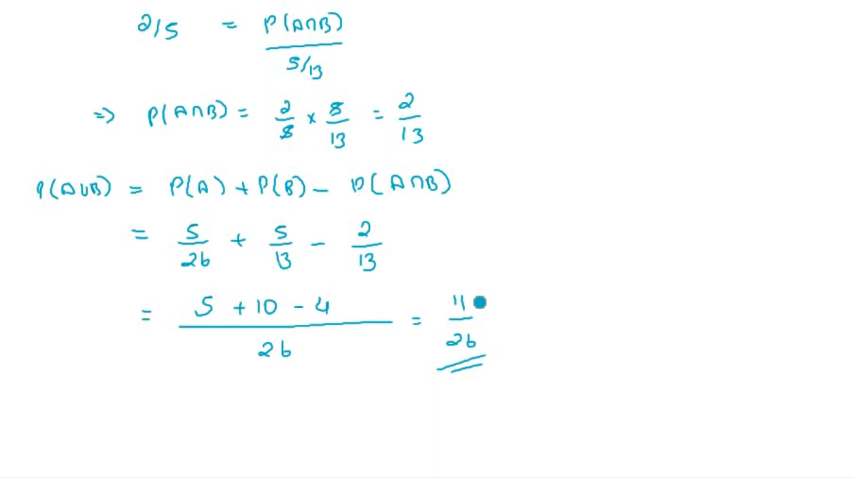 2/5 = P(A∩B) / 5/13
=> P(A∩B) = 2/5 × 5/13 = 2/13
P(A∪B) = P(A) + P(B) - P(A∩B)
= 5/26 + 5/13 - 2/13
= 5 + 10 - 4 / 26 = 11/26